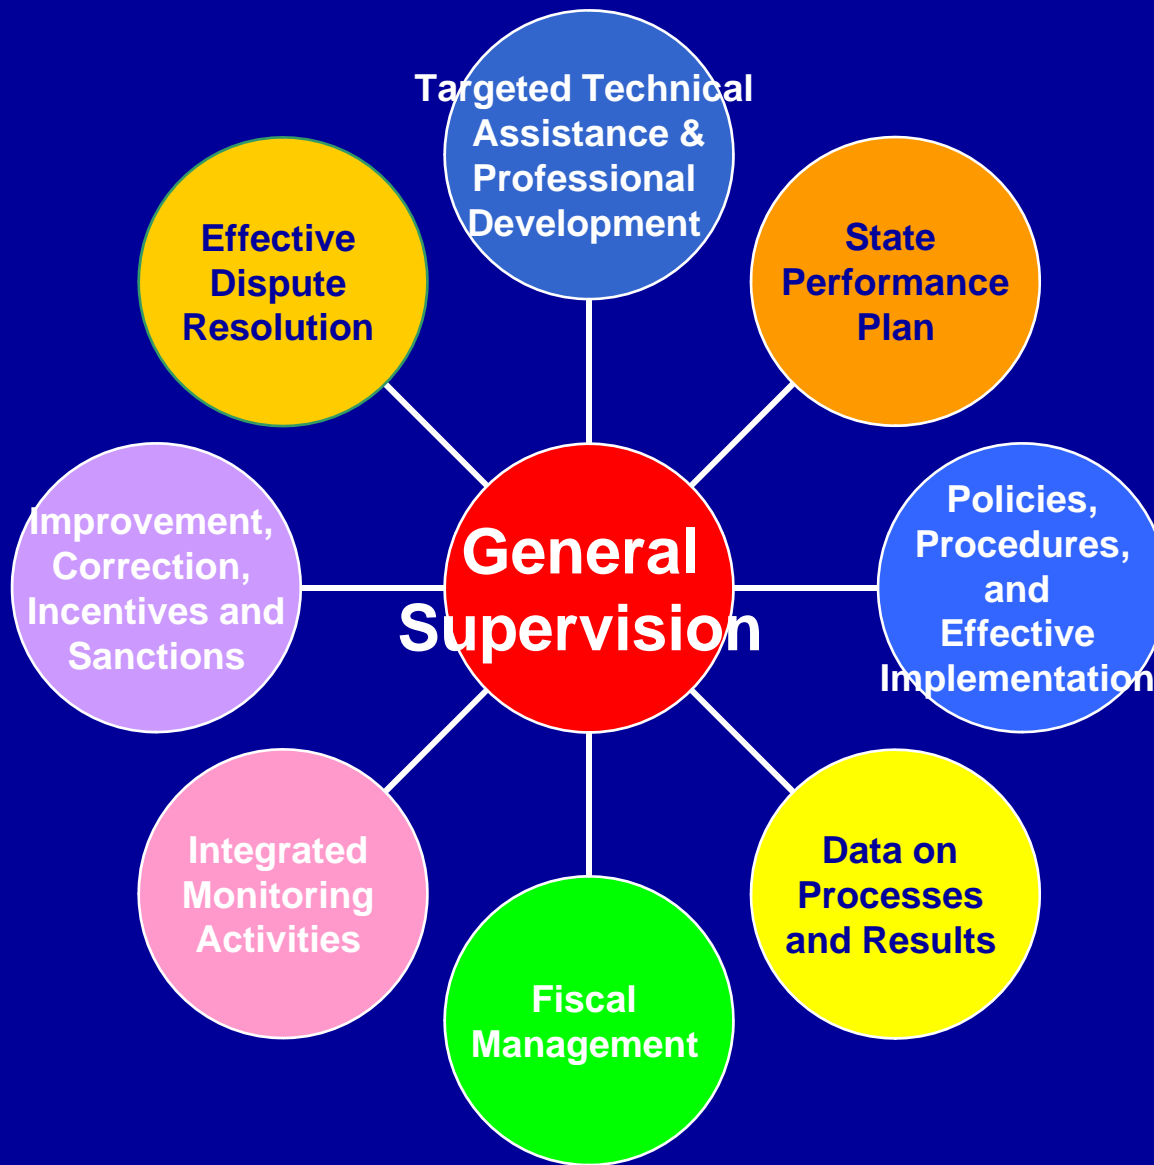 Targeted Technical
Assistance &
Professional
Development
Effective
Dispute
Resolution
State
Performance
Plan
Improvement,
Correction,
Incentives and
Sanctions
General
Supervision
Policies,
Procedures,
and
Effective
Implementation
Integrated
Monitoring
Activities
Data on
Processes
and Results
Fiscal
Management